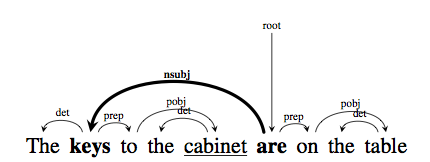 root
nsubj
det prep pobj det prep pobj det
The keys to the cabinet are on the table